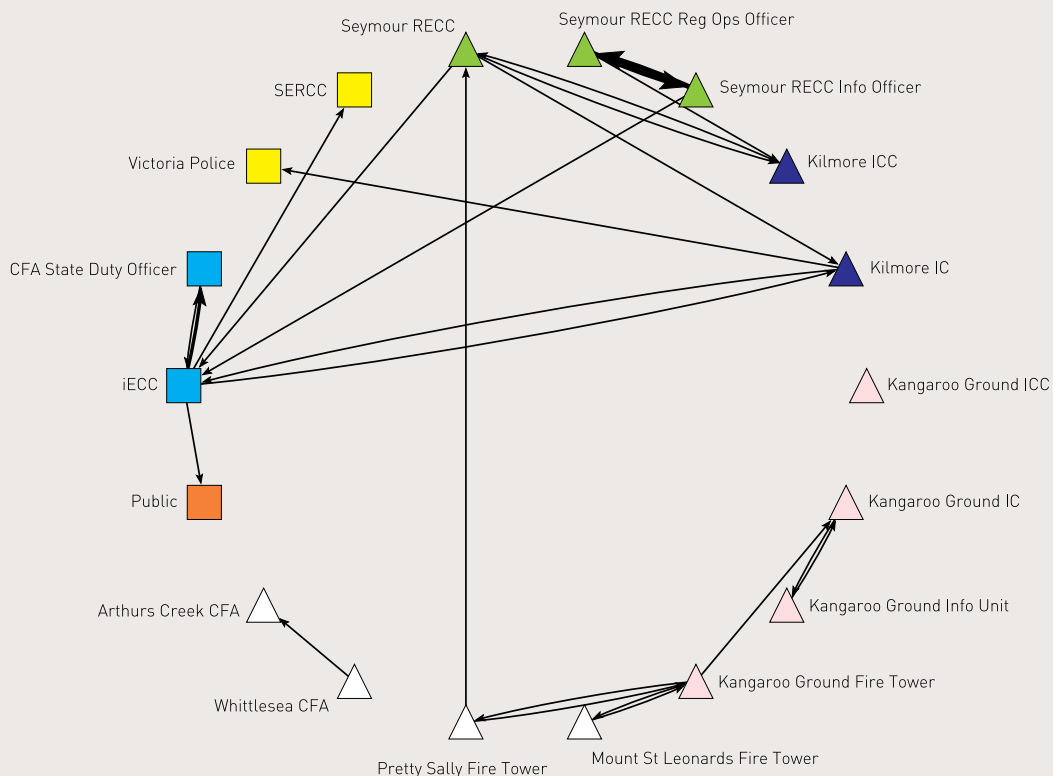 Seymour RECC Reg Ops Officer
Seymour RECC
SERCC
Seymour RECC Info Officer
Victoria Police
Kilmore ICC
CFA State Duty Officer
Kilmore IC
iECC
Kangaroo Ground ICC
Public
Kangaroo Ground IC
Arthurs Creek CFA
Kangaroo Ground Info Unit
Whittlesea CFA
Kangaroo Ground Fire Tower
Pretty Sally Fire Tower
Mount St Leonards Fire Tower